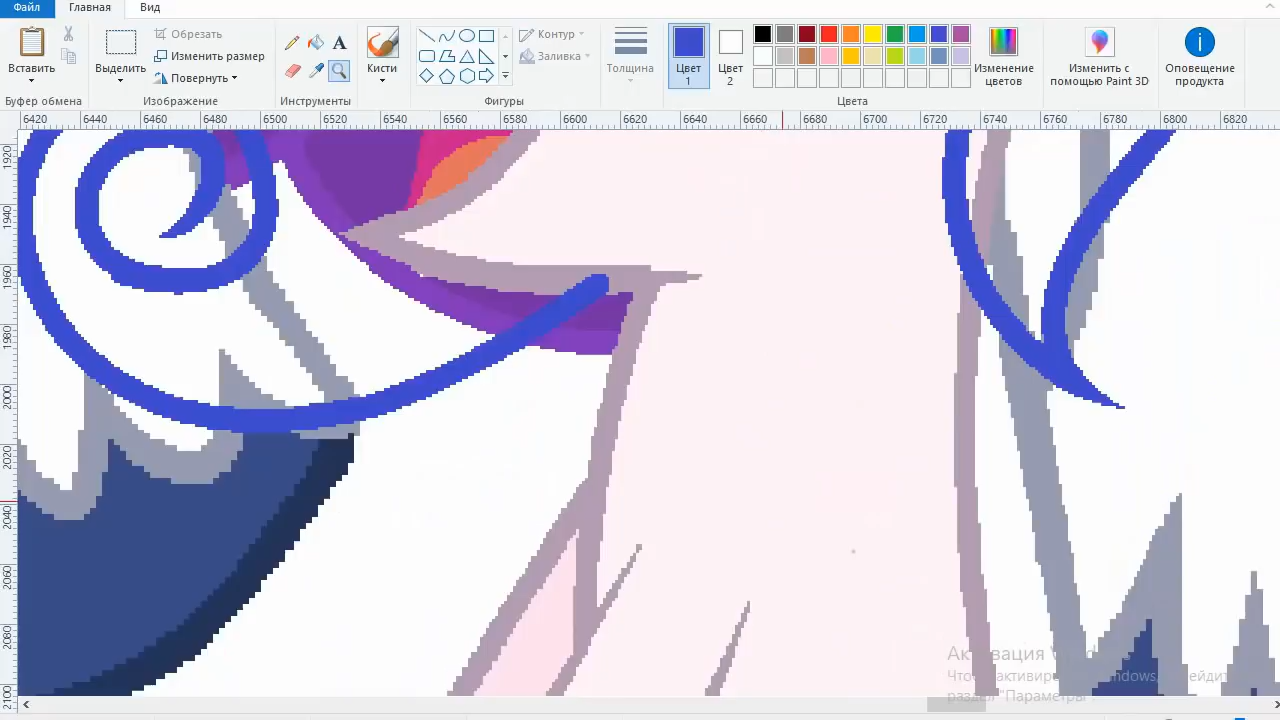 Файл Главная Вид
Вставить
Буфер обмена
Выделить
Обрезать
Изменить размер
Повернуть
Изображение
A
Инструменты
Кисти
Контур
Заливка
Фигуры
Толщина
Цвет
1
Цвет
2
Изменение
цветов
Цвета
Изменить с
помощью Paint 3D
Оповещение
продукта
6420 6440 6460 6480 6500 6520 6540 6560 6580 6600 6620 6640 6680 6700 6720 6740 6760 6780 6800 6820
1920
1940
1960
1980
2000
2020
2040
2060
2080
2100
Активация